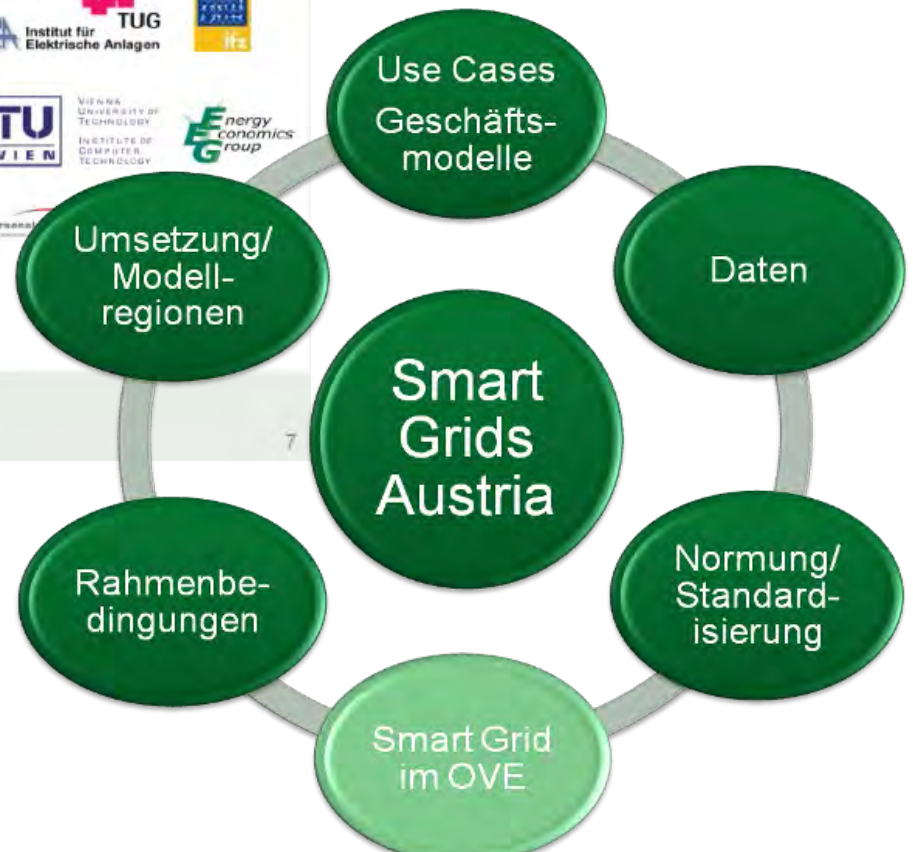 TUG
Institut für
Elektrische Anlagen
ifz
TU
WIEN
VIENNA
UNIVERSITY OF
TECHNOLOGY
INSTITUTE OF
COMPUTER
TECHNOLOGY
Energy
Economics
Group
Use Cases
Geschäfts-
modelle
Umsetzung/
Modell-
regionen
Daten
Smart
Grids
Austria
7
Rahmenbe-
dingungen
Normung/
Standard-
isierung
Smart Grid
im OVE